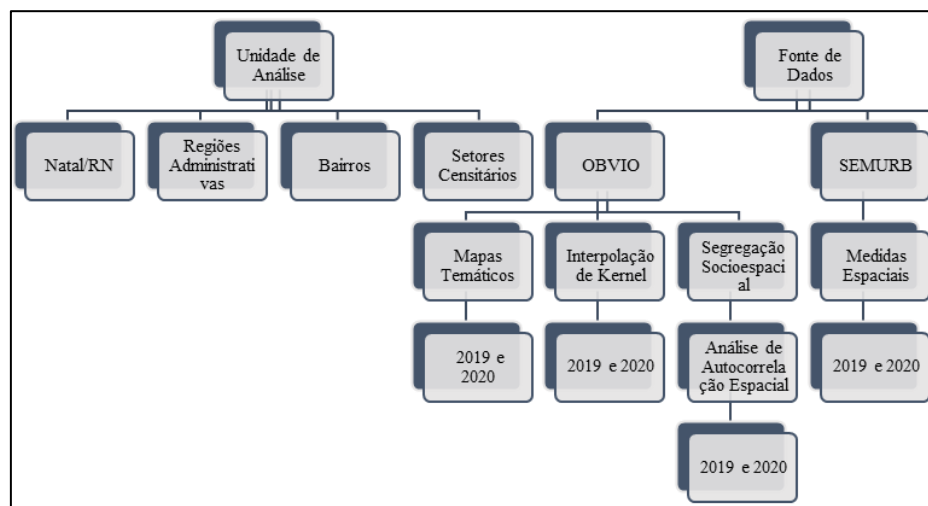 Unidade de
Análise
Fonte de
Dados
Natal/RN
Regiões
Administrati
vas
Bairros
Setores
Censitários
OBVIO
SEMURB
Mapas
Temáticos
Interpolação
de Kernel
Segregação
Socioespaci
al
Medidas
Espaciais
2019 e
2020
2019 e 2020
Análise de
Autocorrela
ção Espacial
2019 e 2020
2019 e 2020